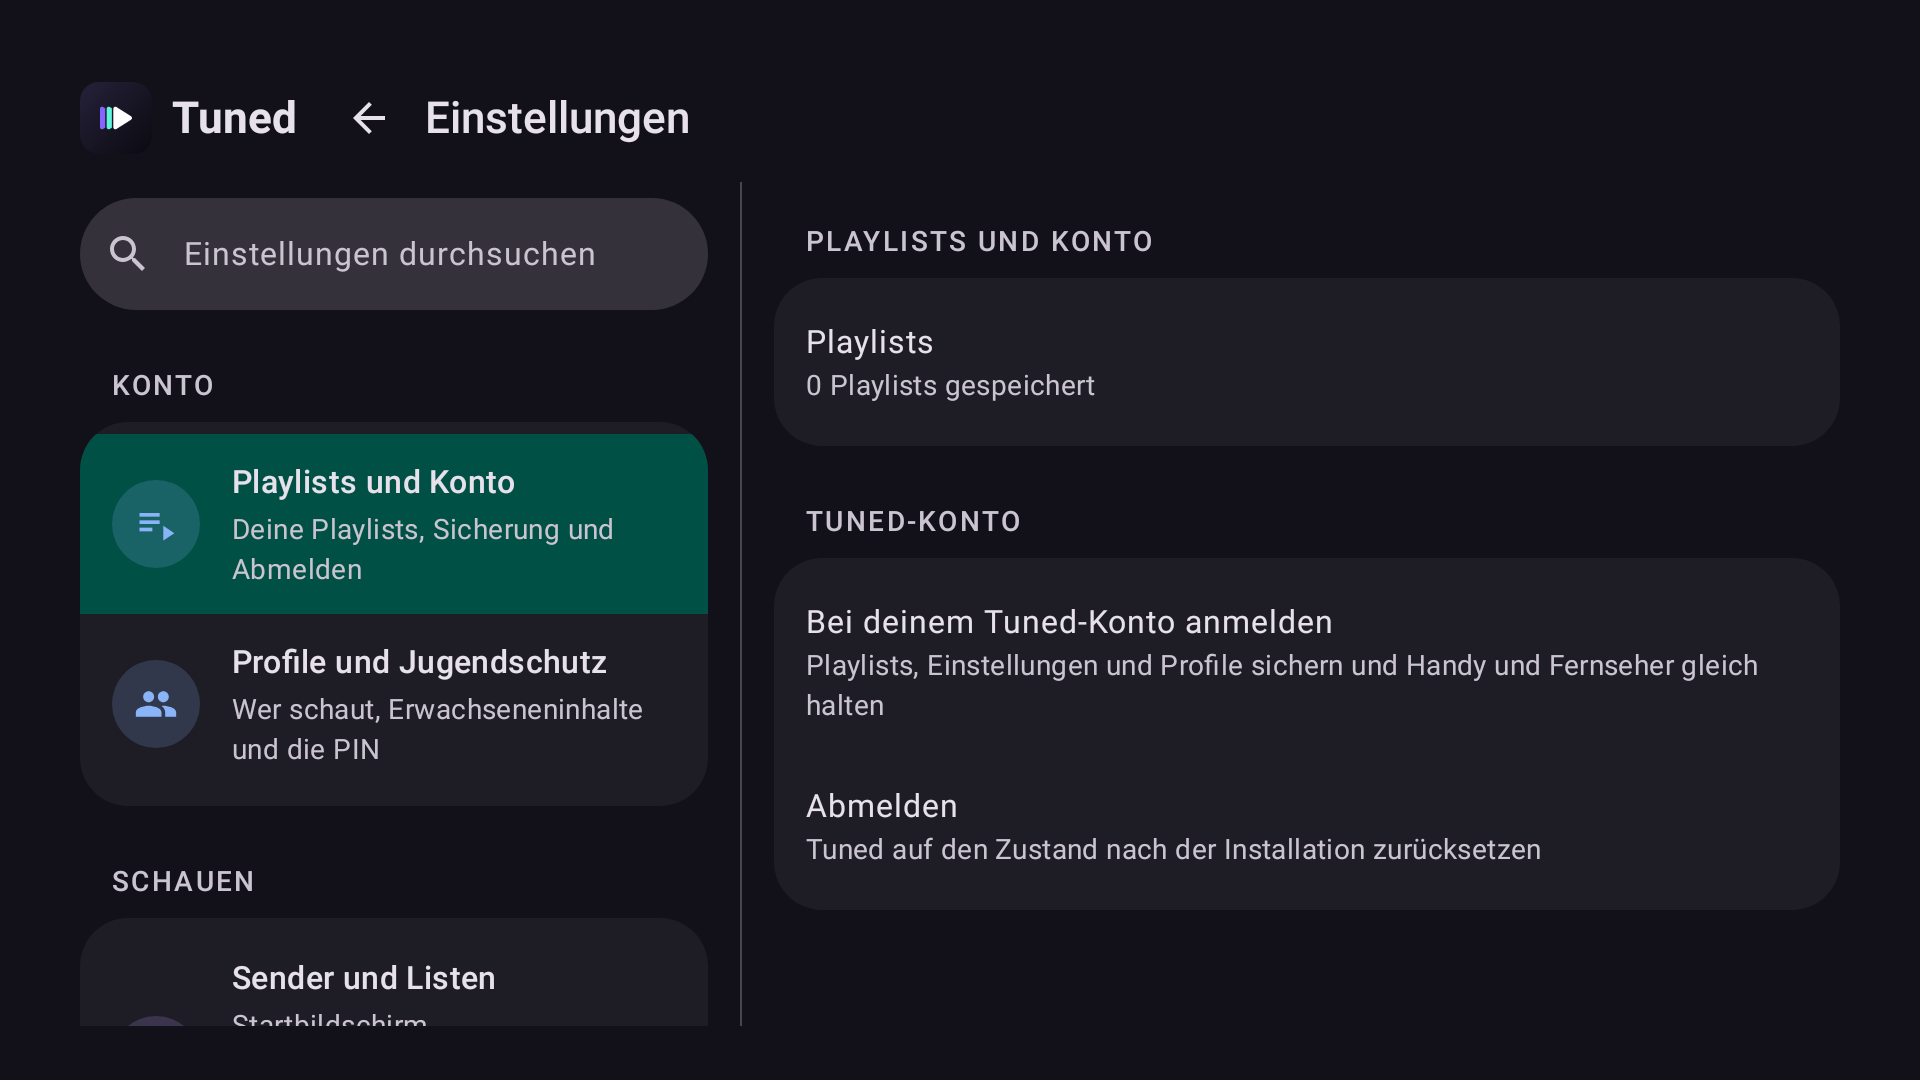 Tuned
Einstellungen
Einstellungen durchsuchen
KONTO
Playlists und Konto
Deine Playlists, Sicherung und
Abmelden
Profile und Jugendschutz
Wer schaut, Erwachseneninhalte
und die PIN
SCHAUEN
Sender und Listen
Startbildschirm
PLAYLISTS UND KONTO
Playlists
0 Playlists gespeichert
TUNED-KONTO
Bei deinem Tuned-Konto anmelden
Playlists, Einstellungen und Profile sichern und Handy und Fernseher gleich
halten
Abmelden
Tuned auf den Zustand nach der Installation zurücksetzen